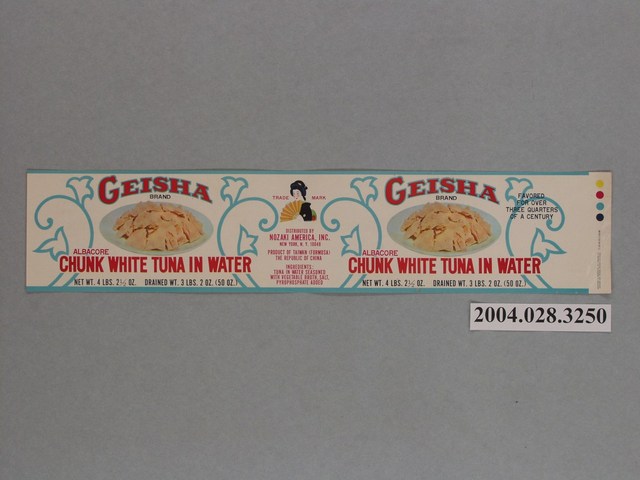 GEISHA
BRAND
ALBACORE
CHUNK WHITE TUNA IN WATER
NET WT. 4 LBS. 2½ OZ. DRAINED WT. 3 LBS. 2 OZ. (50 OZ.)
TRADE MARK
DISTRIBUTED BY
NOZAKI AMERICA, INC.
NEW YORK, N. Y. 10048
PRODUCT OF TAIWAN (FORMOSA)
THE REPUBLIC OF CHINA
INGREDIENTS:
TUNA IN WATER SEASONED
WITH VEGETABLE BROTH, SALT,
PYROPHOSPHATE ADDED
GEISHA
BRAND
ALBACORE
CHUNK WHITE TUNA IN WATER
NET WT. 4 LBS. 2½ OZ. DRAINED WT. 3 LBS. 2 OZ. (50 OZ.)
FAVORED
FOR OVER
THREE QUARTERS
OF A CENTURY
2004.028.3250